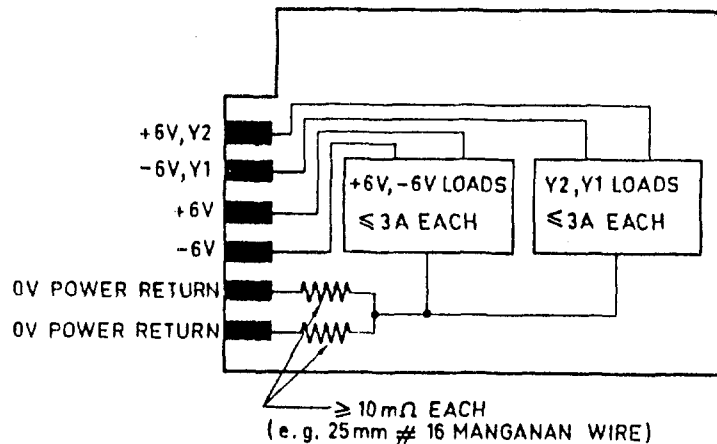 +6V, Y2
-6V, Y1
+6V
-6V
0V POWER RETURN
0V POWER RETURN
+6V, -6V LOADS
≤ 3A EACH
Y2, Y1 LOADS
≤ 3A EACH
≥ 10mΩ EACH
(e.g. 25mm # 16 MANGANAN WIRE)